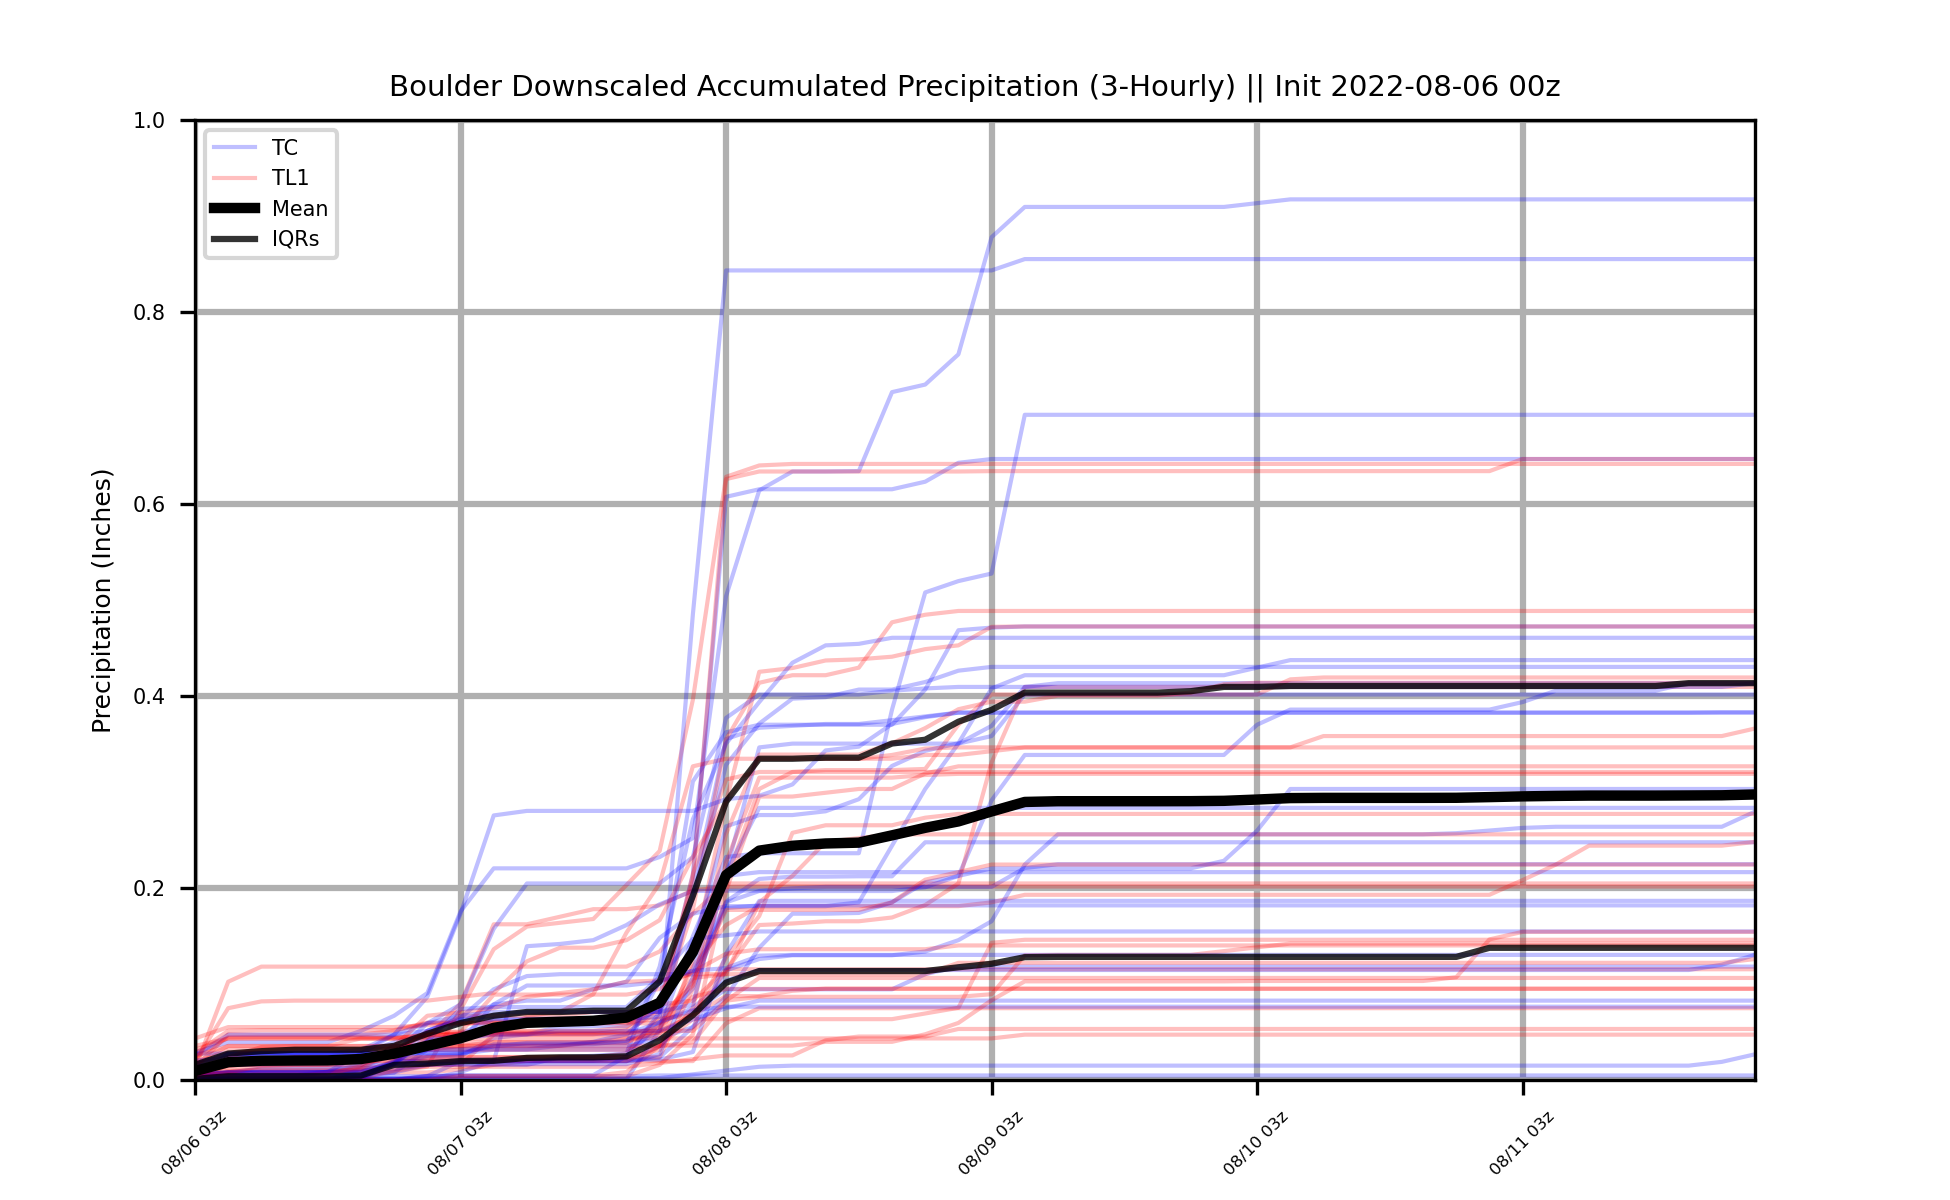 Boulder Downscaled Accumulated Precipitation (3-Hourly) || Init 2022-08-06 00z
1.0
0.8
0.6
0.4
0.2
0.0
Precipitation (Inches)
TC
TL1
Mean
IQRs
08/06 03z
08/07 03z
08/08 03z
08/09 03z
08/10 03z
08/11 03z